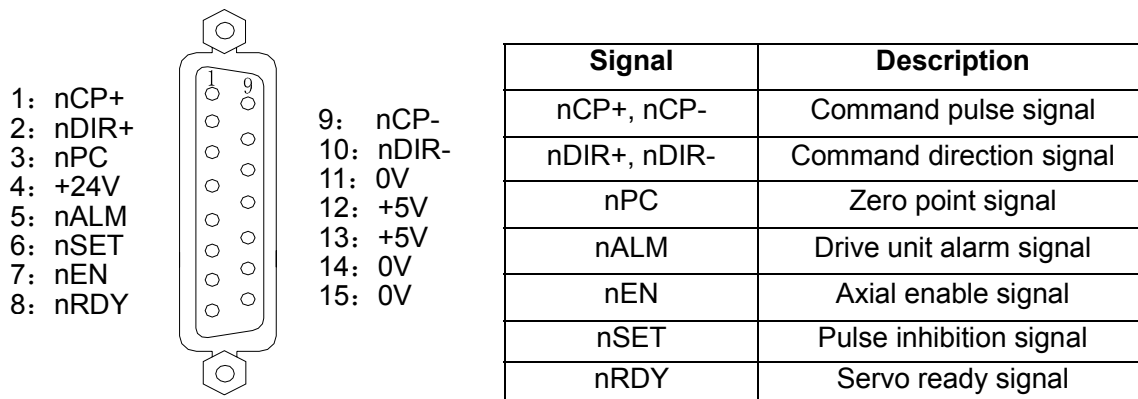 1 9
1：nCP+
2：nDIR+
3：nPC
4：+24V
5：nALM
6：nSET
7：nEN
8：nRDY
9： nCP-
10：nDIR-
11：0V
12：+5V
13：+5V
14：0V
15：0V
Signal Description
nCP+, nCP- Command pulse signal
nDIR+, nDIR- Command direction signal
nPC Zero point signal
nALM Drive unit alarm signal
nEN Axial enable signal
nSET Pulse inhibition signal
nRDY Servo ready signal